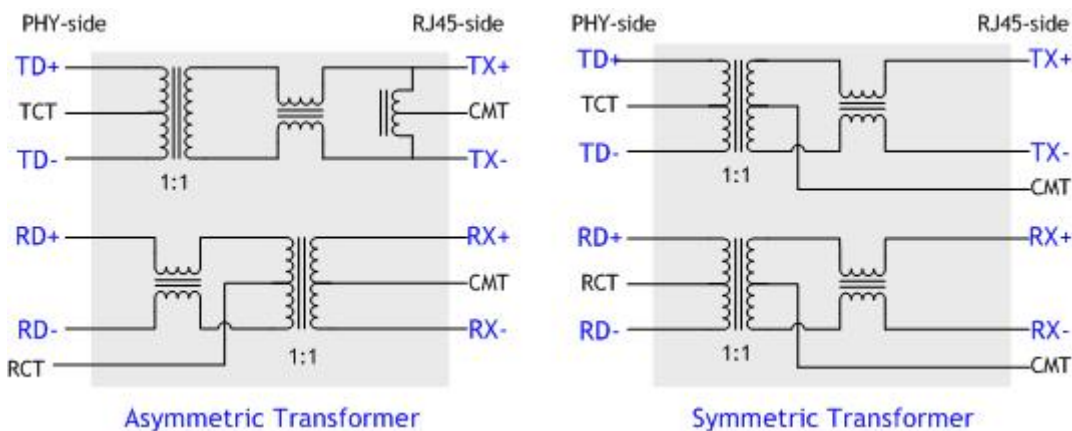 PHY-side RJ45-side
TD+ TX+
TCT CMT
TD- TX-
1:1
RD+ RX+
CMT
RD- RX-
RCT 1:1
Asymmetric Transformer
PHY-side RJ45-side
TD+ TX+
TCT
TD- TX-
1:1 CMT
RD+ RX+
RCT
RD- RX-
1:1 CMT
Symmetric Transformer